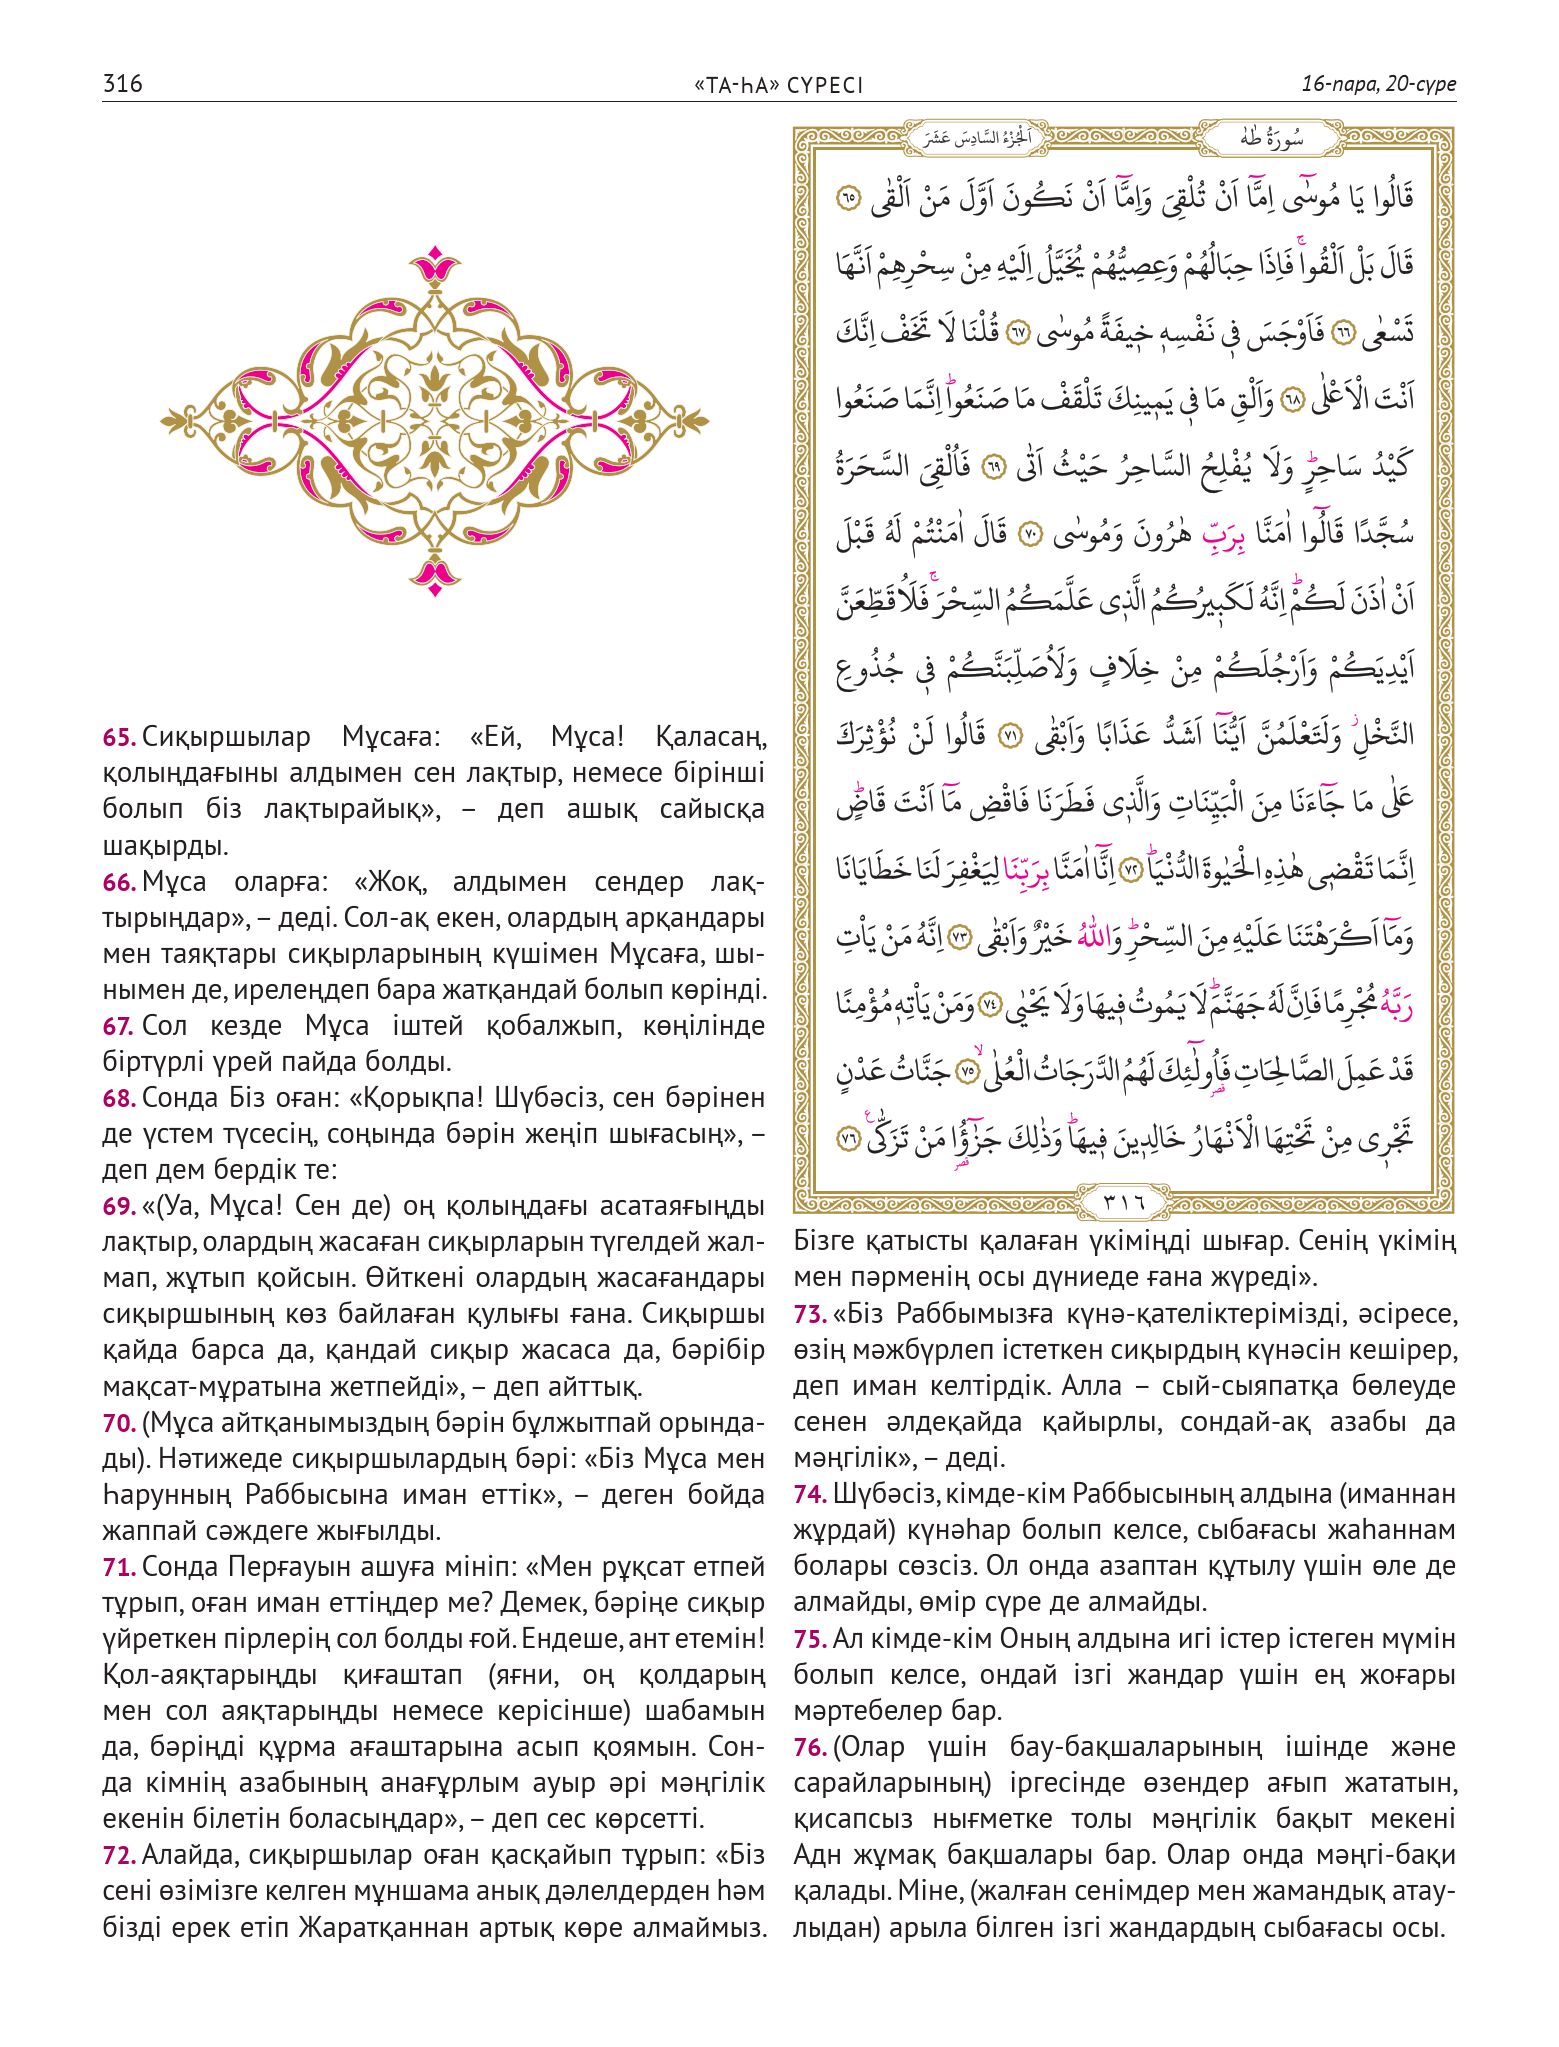 316
«ТА-ҺА» СҮРЕСІ
16-пара, 20-сүре
65. Сиқыршылар Мұсаға: «Ей, Мұса! Қаласаң,
қолыңдағыны алдымен сен лақтыр, немесе бірінші
болып біз лақтырайық», – деп ашық сайысқа
шақырды.
66. Мұса оларға: «Жоқ, алдымен сендер лақ-
тырыңдар», – деді. Сол-ақ екен, олардың арқандары
мен таяқтары сиқырларының күшімен Мұсаға, шы-
нымен де, ирелеңдеп бара жатқандай болып көрінді.
67. Сол кезде Мұса іштей қобалжып, көңілінде
біртүрлі үрей пайда болды.
68. Сонда Біз оған: «Қорықпа! Шүбәсіз, сен бәрінен
де үстем түсесің, соңында бәрін жеңіп шығасың», –
деп дем бердік те:
69. «(Уа, Мұса! Сен де) оң қолыңдағы асатаяғыңды
лақтыр, олардың жасаған сиқырларын түгелдей жал-
мап, жұтып қойсын. Өйткені олардың жасағандары
сиқыршының көз байлаған қулығы ғана. Сиқыршы
қайда барса да, қандай сиқыр жасаса да, бәрібір
мақсат-мұратына жетпейді», – деп айттық.
70. (Мұса айтқанымыздың бәрін бұлжытпай орында-
ды). Нәтижеде сиқыршылардың бәрі: «Біз Мұса мен
Һарунның Раббысына иман еттік», – деген бойда
жаппай сәждеге жығылды.
71. Сонда Перғауын ашуға мініп: «Мен рұқсат етпей
тұрып, оған иман еттіңдер ме? Демек, бәріңе сиқыр
үйреткен пірлерің сол болды ғой. Ендеше, ант етемін!
Қол-аяқтарыңды қиғаштап (яғни, оң қолдарың
мен сол аяқтарыңды немесе керісінше) шабамын
да, бәріңді құрма ағаштарына асып қоямын. Сон-
да кімнің азабының анағұрлым ауыр әрі мәңгілік
екенін білетін боласыңдар», – деп сес көрсетті.
72. Алайда, сиқыршылар оған қасқайып тұрып: «Біз
сені өзімізге келген мұншама анық дәлелдерден һәм
бізді ерек етіп Жаратқаннан артық көре алмаймыз.
سُورَةُ طٰهٰ
اَلْجُزْءُ السَّادِسَ عَشَرَ
قَالُوا يَا مُوسٰٓى اِمَّٓا اَنْ تُلْقِىَ وَاِمَّٓا اَنْ نَكُونَ اَوَّلَ مَنْ اَلْقٰى ﴿٦٥﴾
قَالَ بَلْ اَلْقُواۚ فَاِذَا حِبَالُهُمْ وَعِصِيُّهُمْ يُخَيَّلُ اِلَيْهِ مِنْ سِحْرِهِمْ اَنَّهَا
تَسْعٰى ﴿٦٦﴾ فَاَوْجَسَ فٖى نَفْسِهٖ خٖيفَةً مُوسٰى ﴿٦٧﴾ قُلْنَا لَا تَخَفْ اِنَّكَ
اَنْتَ الْاَعْلٰى ﴿٦٨﴾ وَاَلْقِ مَا فٖى يَمٖينِكَ تَلْقَفْ مَا صَنَعُواؕ اِنَّمَا صَنَعُوا
كَيْدُ سَاحِرٍؕ وَلَا يُفْلِحُ السَّاحِرُ حَيْثُ اَتٰى ﴿٦٩﴾ فَاُلْقِىَ السَّحَرَةُ
سُجَّدًا قَالُٓوا اٰمَنَّا بِرَبِّ هٰرُونَ وَمُوسٰى ﴿٧٠﴾ قَالَ اٰمَنْتُمْ لَهُ قَبْلَ
اَنْ اٰذَنَ لَكُمْؕ اِنَّهُ لَكَبٖيرُكُمُ الَّذٖى عَلَّمَكُمُ السِّحْرَۚ فَلَاُقَطِّعَنَّ
اَيْدِيَكُمْ وَاَرْجُلَكُمْ مِنْ خِلَافٍ وَلَاُصَلِّبَنَّكُمْ فٖى جُذُوعِ
النَّخْلِؗ وَلَتَعْلَمُنَّ اَيُّنَٓا اَشَدُّ عَذَابًا وَاَبْقٰى ﴿٧١﴾ قَالُوا لَنْ نُؤْثِرَكَ
عَلٰى مَا جَٓاءَنَا مِنَ الْبَيِّنَاتِ وَالَّذٖى فَطَرَنَا فَاقْضِ مَٓا اَنْتَ قَاضٍؕ
اِنَّمَا تَقْضٖى هٰذِهِ الْحَيٰوةَ الدُّنْيَاؕ ﴿٧٢﴾ اِنَّٓا اٰمَنَّا بِرَبِّنَا لِيَغْفِرَ لَنَا خَطَايَانَا
وَمَٓا اَكْرَهْتَنَا عَلَيْهِ مِنَ السِّحْرِؕ وَاللّٰهُ خَيْرٌ وَاَبْقٰى ﴿٧٣﴾ اِنَّهُ مَنْ يَاْتِ
رَبَّهُ مُجْرِمًا فَاِنَّ لَهُ جَهَنَّمَؕ لَا يَمُوتُ فٖيهَا وَلَا يَحْيٰى ﴿٧٤﴾ وَمَنْ يَاْتِهٖ مُؤْمِنًا
قَدْ عَمِلَ الصَّالِحَاتِ فَاُولٰٓئِكَ لَهُمُ الدَّرَجَاتُ الْعُلٰىۙ ﴿٧٥﴾ جَنَّاتُ عَدْنٍ
تَجْرٖى مِنْ تَحْتِهَا الْاَنْهَارُ خَالِدٖينَ فٖيهَاؕ وَذٰلِكَ جَزٰٓؤُا مَنْ تَزَكّٰى ﴿٧٦﴾
٣١٦
Бізге қатысты қалаған үкіміңді шығар. Сенің үкімің
мен пәрменің осы дүниеде ғана жүреді».
73. «Біз Раббымызға күнә-қателіктерімізді, әсіресе,
өзің мәжбүрлеп істеткен сиқырдың күнәсін кешірер,
деп иман келтірдік. Алла – сый-сыяпатқа бөлеуде
сенен әлдеқайда қайырлы, сондай-ақ азабы да
мәңгілік», – деді.
74. Шүбәсіз, кімде-кім Раббысының алдына (иманнан
жұрдай) күнәһар болып келсе, сыбағасы жаһаннам
болары сөзсіз. Ол онда азаптан құтылу үшін өле де
алмайды, өмір сүре де алмайды.
75. Ал кімде-кім Оның алдына игі істер істеген мүмін
болып келсе, ондай ізгі жандар үшін ең жоғары
мәртебелер бар.
76. (Олар үшін бау-бақшаларының ішінде және
сарайларының) іргесінде өзендер ағып жататын,
қисапсыз нығметке толы мәңгілік бақыт мекені
Адн жұмақ бақшалары бар. Олар онда мәңгі-бақи
қалады. Міне, (жалған сенімдер мен жамандық атау-
лыдан) арыла білген ізгі жандардың сыбағасы осы.